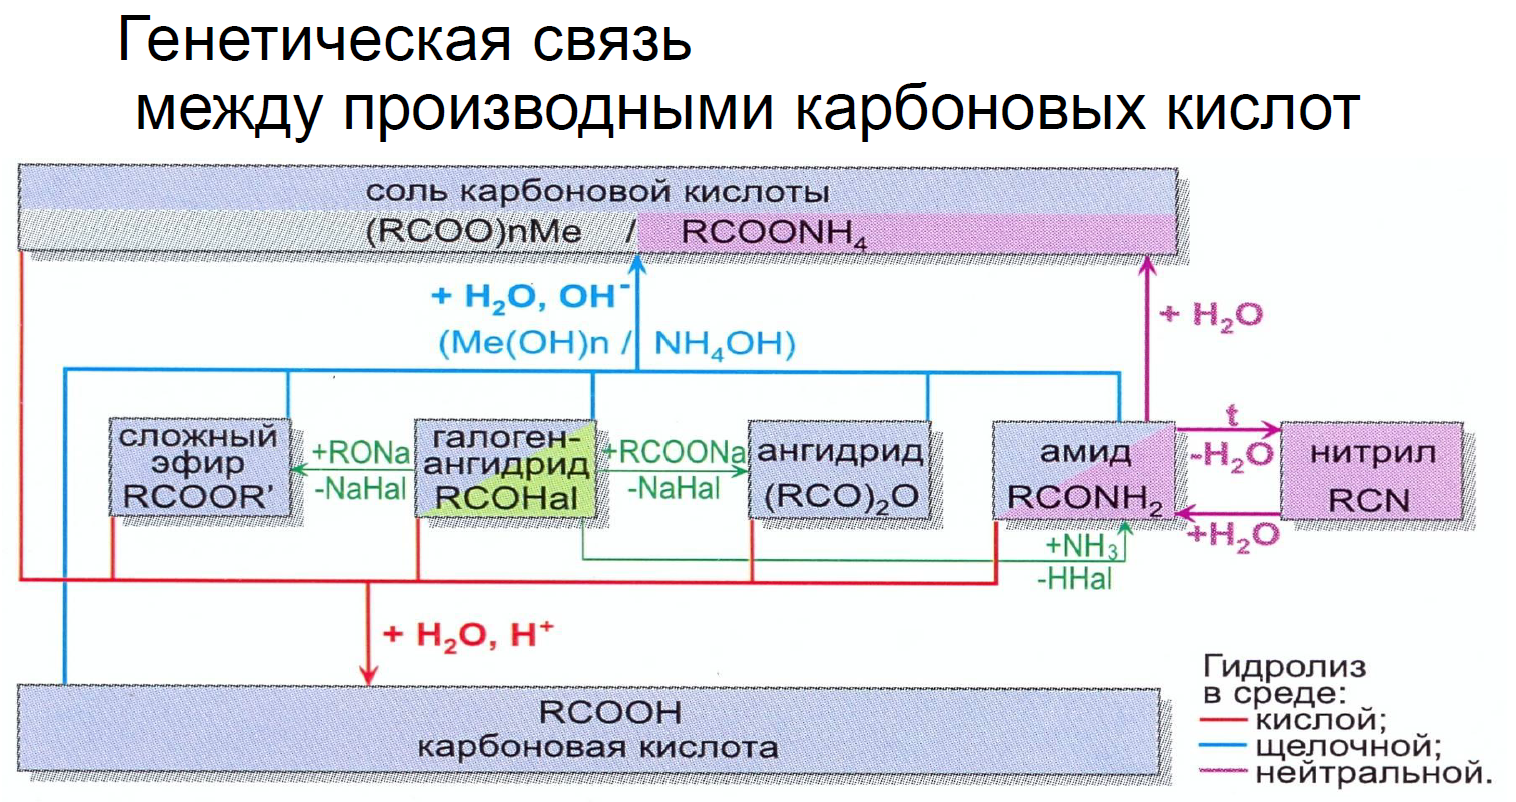 Генетическая связь
между производными карбоновых кислот
соль карбоновой кислоты
(RCOO)nMe / RCOONH₄
+ H₂O, OH⁻
(Me(OH)n / NH₄OH)
+ H₂O
сложный
эфир
RCOOR’
+RONa
-NaHal
галоген-
ангидрид
RCOHal
+RCOONa
-NaHal
ангидрид
(RCO)₂O
амид
RCONH₂
t
-H₂O
+H₂O
нитрил
RCN
+NH₃
-HHal
+ H₂O, H⁺
RCOOH
карбоновая кислота
Гидролиз
в среде:
кислой;
щелочной;
нейтральной.